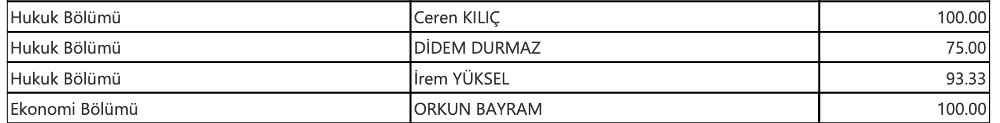 Hukuk Bölümü Ceren KILIÇ 100.00
Hukuk Bölümü DİDEM DURMAZ 75.00
Hukuk Bölümü İrem YÜKSEL 93.33
Ekonomi Bölümü ORKUN BAYRAM 100.00